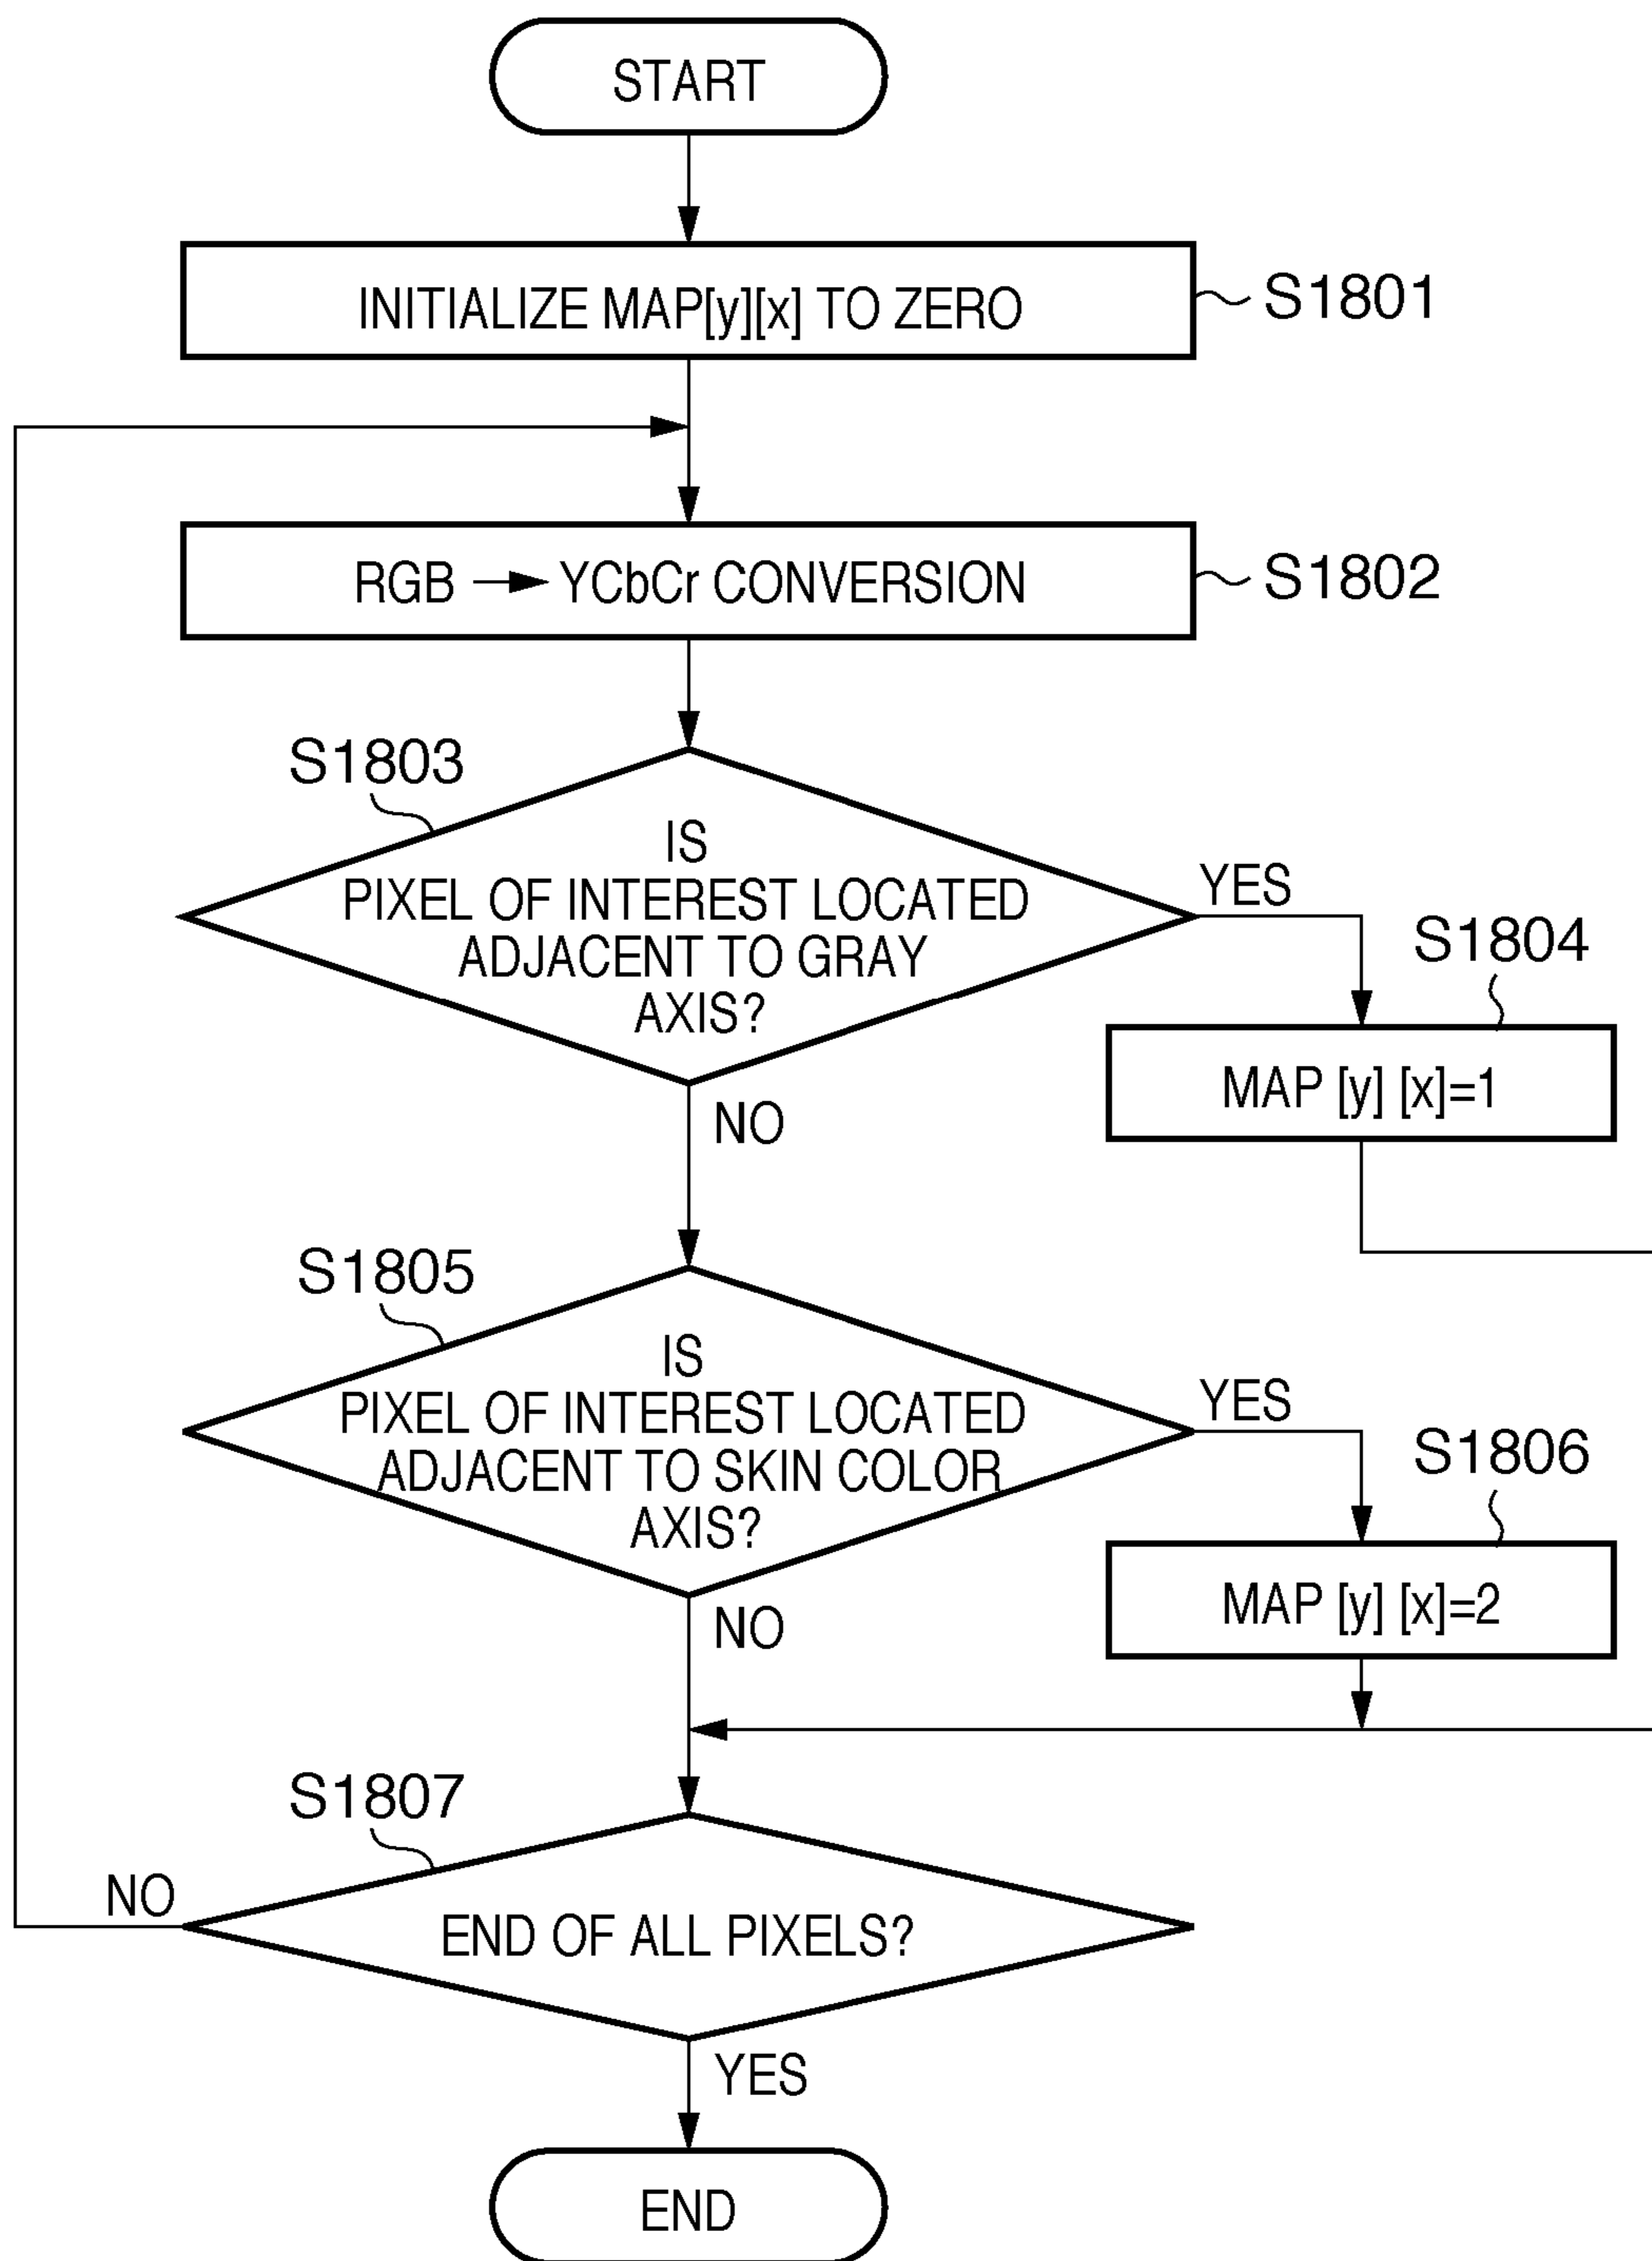 START
INITIALIZE MAP[y][x] TO ZERO
S1801
RGB → YCbCr CONVERSION
S1802
S1803
IS
PIXEL OF INTEREST LOCATED
ADJACENT TO GRAY
AXIS?
YES
S1804
MAP [y] [x]=1
NO
S1805
IS
PIXEL OF INTEREST LOCATED
ADJACENT TO SKIN COLOR
AXIS?
YES
S1806
MAP [y] [x]=2
NO
S1807
NO
END OF ALL PIXELS?
YES
END